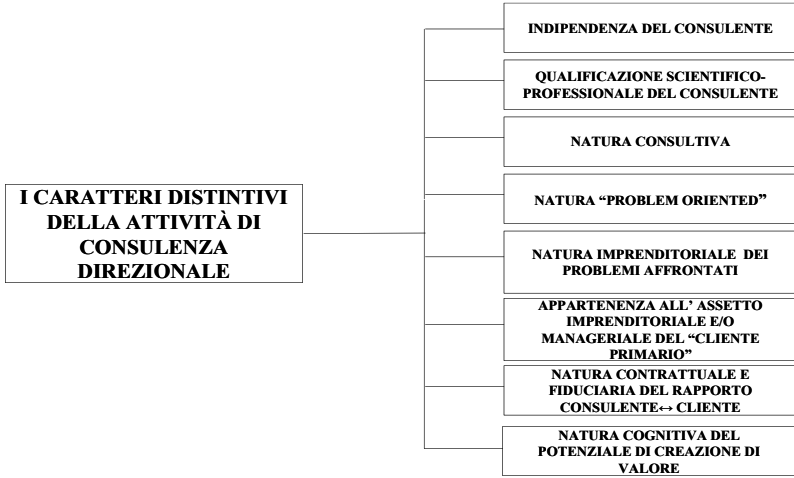 I CARATTERI DISTINTIVI
DELLA ATTIVITÀ DI
CONSULENZA
DIREZIONALE
INDIPENDENZA DEL CONSULENTE
QUALIFICAZIONE SCIENTIFICO-
PROFESSIONALE DEL CONSULENTE
NATURA CONSULTIVA
NATURA “PROBLEM ORIENTED”
NATURA IMPRENDITORIALE DEI
PROBLEMI AFFRONTATI
APPARTENENZA ALL’ ASSETTO
IMPRENDITORIALE E/O
MANAGERIALE DEL “CLIENTE
PRIMARIO”
NATURA CONTRATTUALE E
FIDUCIARIA DEL RAPPORTO
CONSULENTE↔ CLIENTE
NATURA COGNITIVA DEL
POTENZIALE DI CREAZIONE DI
VALORE